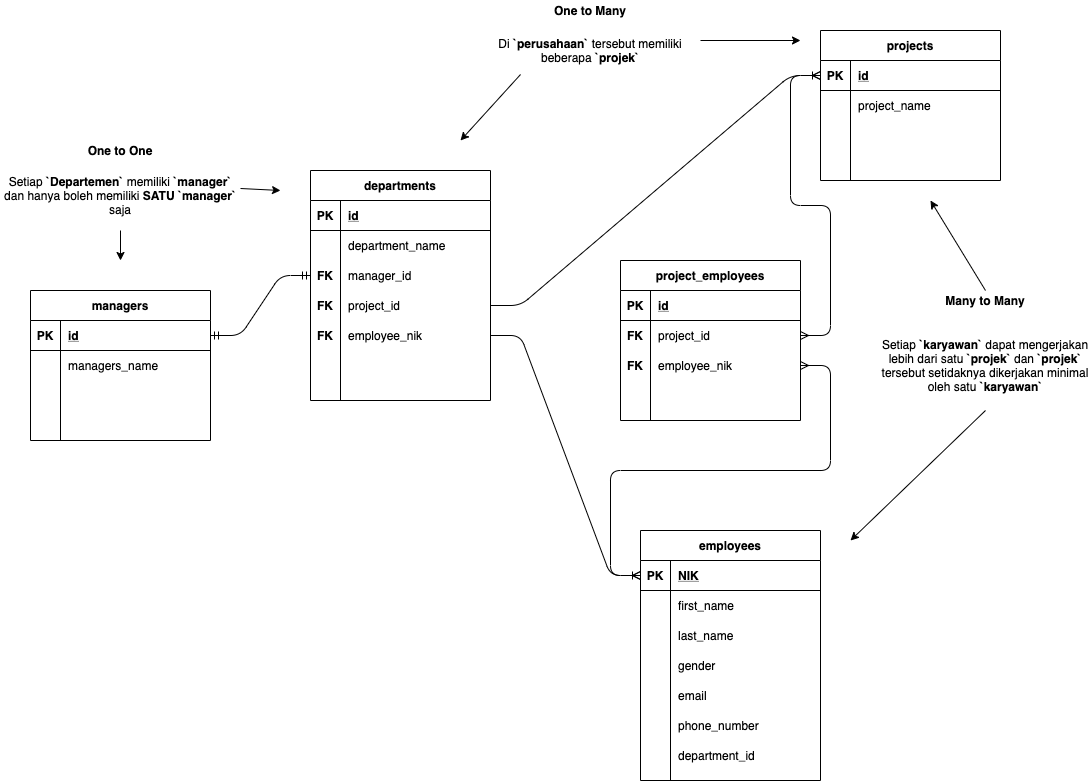 One to Many
Di `perusahaan` tersebut memiliki
beberapa `projek`
projects
PK id
project_name
One to One
Setiap `Departemen` memiliki `manager`
dan hanya boleh memiliki SATU `manager`
saja
departments
PK id
department_name
FK manager_id
FK project_id
FK employee_nik
managers
PK id
managers_name
project_employees
PK id
FK project_id
FK employee_nik
Many to Many
Setiap `karyawan` dapat mengerjakan
lebih dari satu `projek` dan `projek`
tersebut setidaknya dikerjakan minimal
oleh satu `karyawan`
employees
PK NIK
first_name
last_name
gender
email
phone_number
department_id